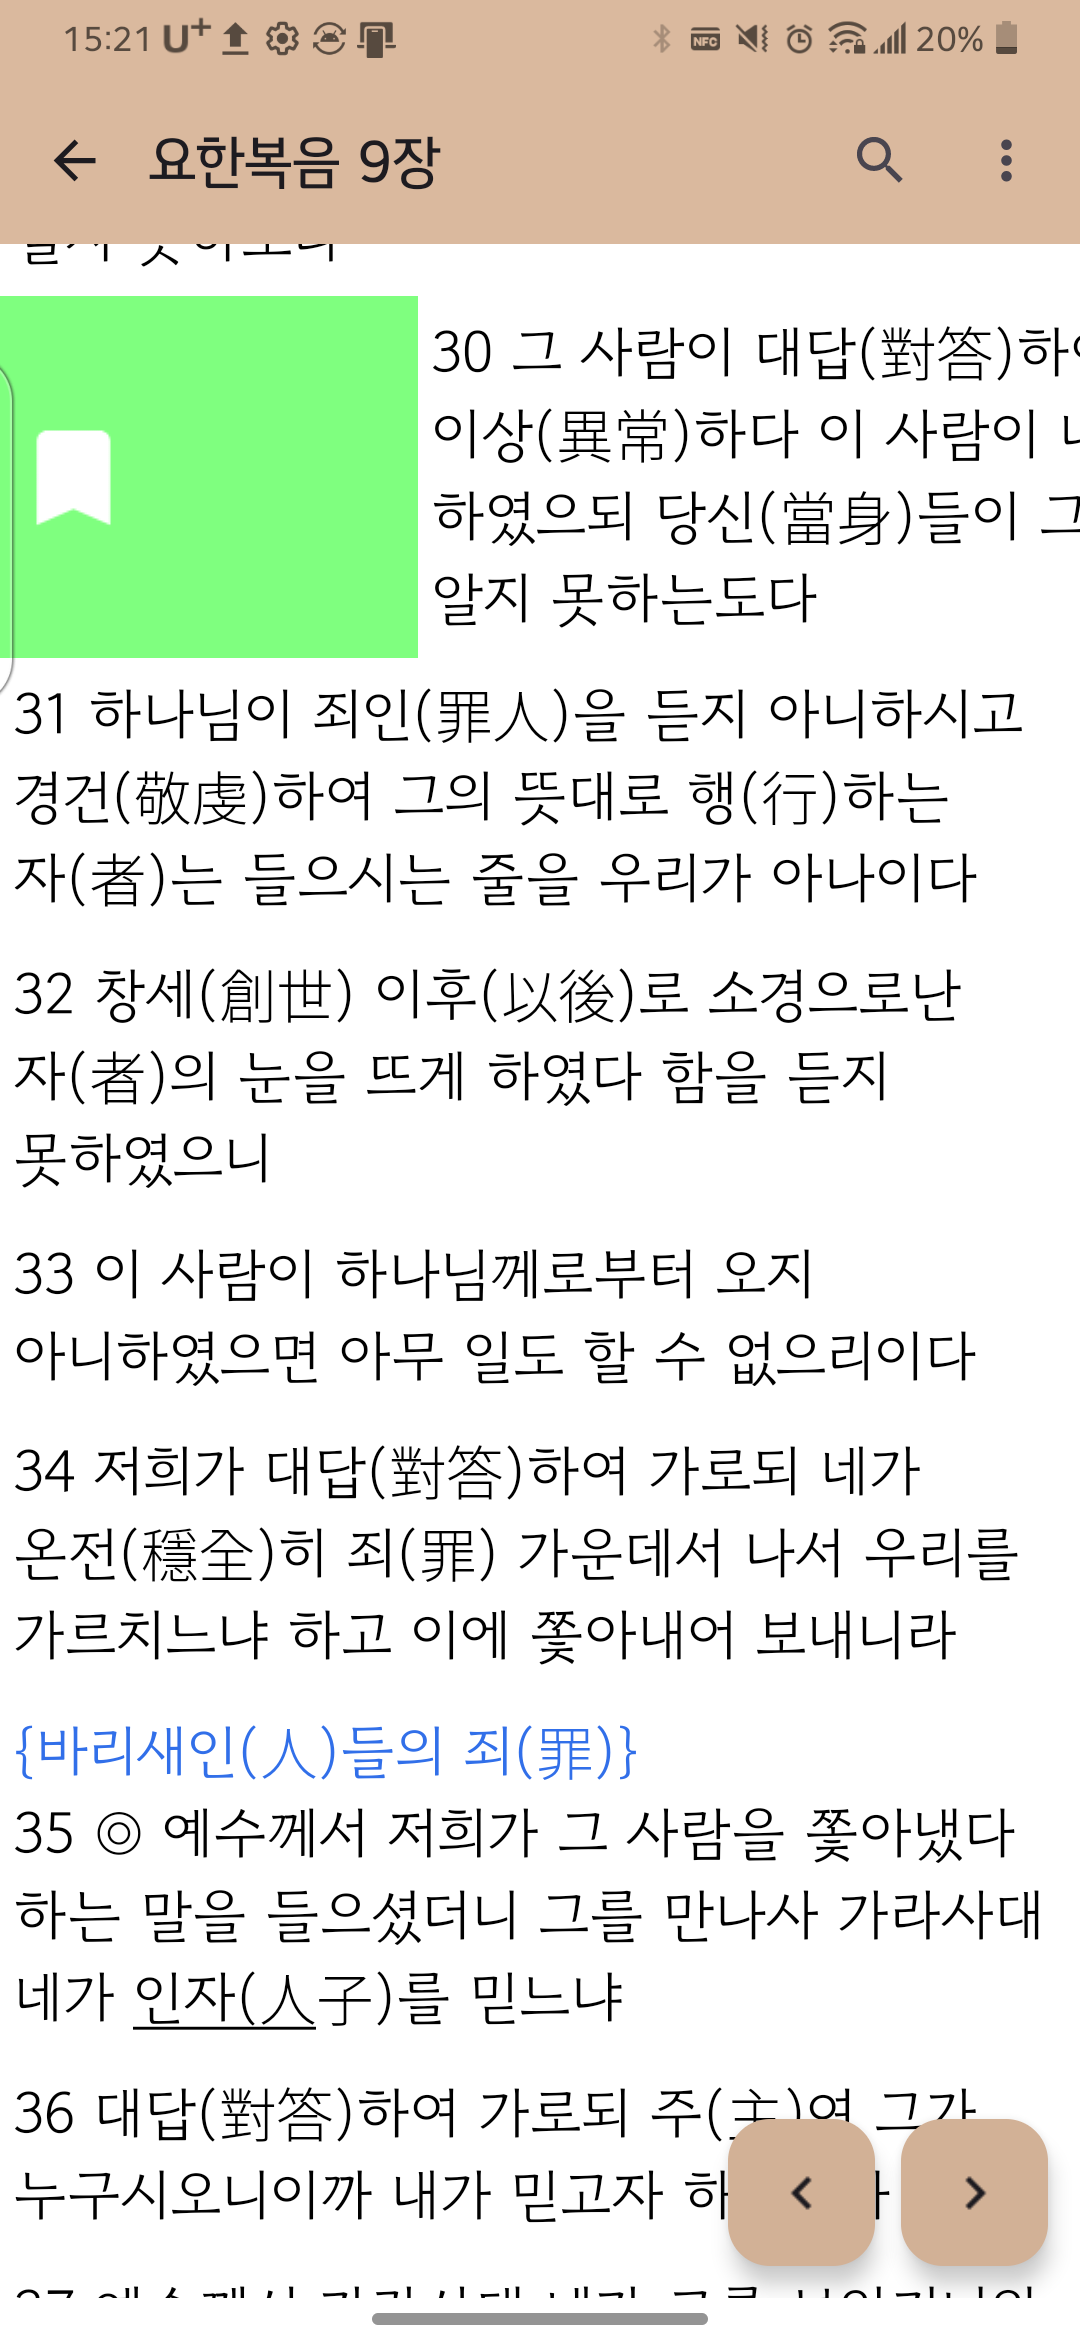 15:21 U+ NFC 20%
요한복음 9장
30 그 사람이 대답(對答)하
이상(異常)하다 이 사람이
하였으되 당신(當身)들이 그
알지 못하는도다
31 하나님이 죄인(罪人)을 듣지 아니하시고
경건(敬虔)하여 그의 뜻대로 행(行)하는
자(者)는 들으시는 줄을 우리가 아나이다
32 창세(創世) 이후(以後)로 소경으로난
자(者)의 눈을 뜨게 하였다 함을 듣지
못하였으니
33 이 사람이 하나님께로부터 오지
아니하였으면 아무 일도 할 수 없으리이다
34 저희가 대답(對答)하여 가로되 네가
온전(穩全)히 죄(罪) 가운데서 나서 우리를
가르치느냐 하고 이에 쫓아내어 보내니라
{바리새인(人)들의 죄(罪)}
35 ◎ 예수께서 저희가 그 사람을 쫓아냈다
하는 말을 들으셨더니 그를 만나사 가라사대
네가 인자(人子)를 믿느냐
36 대답(對答)하여 가로되 주(主)여 그가
누구시오니이까 내가 믿고자 하